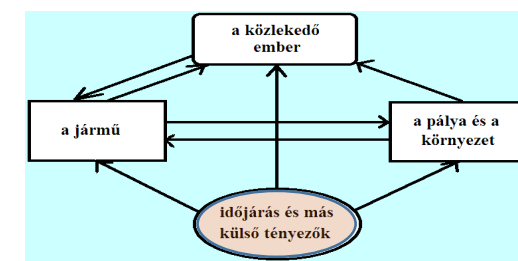 a közlekedő
ember
a jármű
a pálya és a
környezet
időjárás és más
külső tényezők